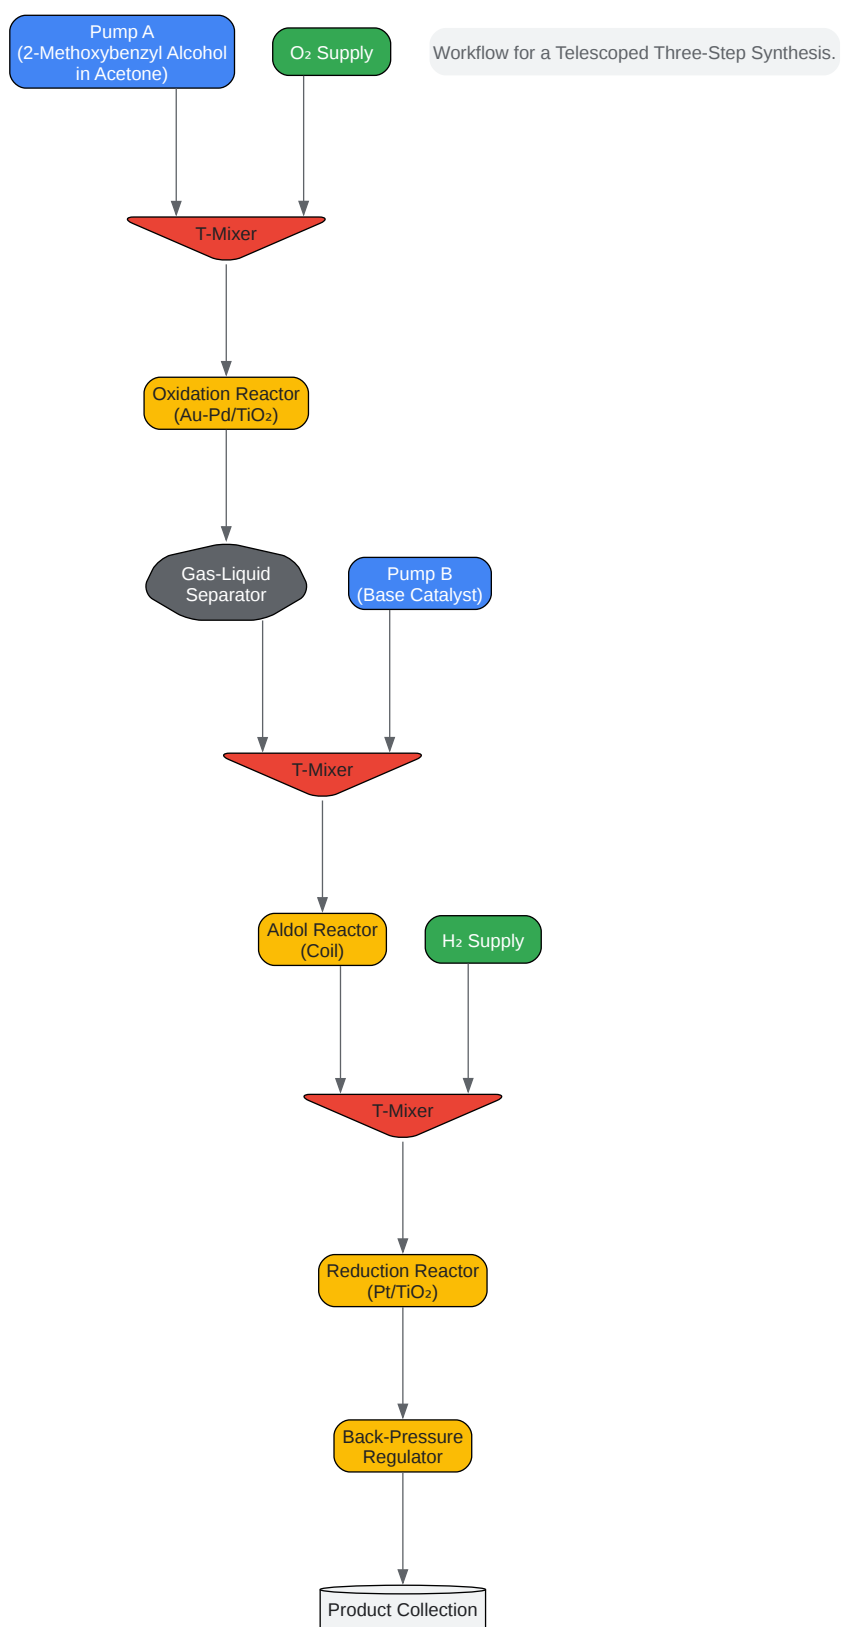 Pump A
(2-Methoxybenzyl Alcohol
in Acetone)
O₂ Supply
Workflow for a Telescoped Three-Step Synthesis.
T-Mixer
Oxidation Reactor
(Au-Pd/TiO₂)
Gas-Liquid
Separator
Pump B
(Base Catalyst)
T-Mixer
Aldol Reactor
(Coil)
H₂ Supply
T-Mixer
Reduction Reactor
(Pt/TiO₂)
Back-Pressure
Regulator
Product Collection